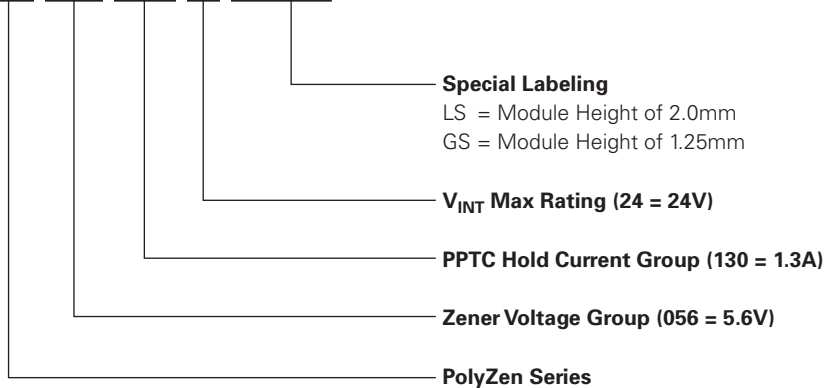 Special Labeling
LS = Module Height of 2.0mm
GS = Module Height of 1.25mm
VINT Max Rating (24 = 24V)
PPTC Hold Current Group (130 = 1.3A)
Zener Voltage Group (056 = 5.6V)
PolyZen Series